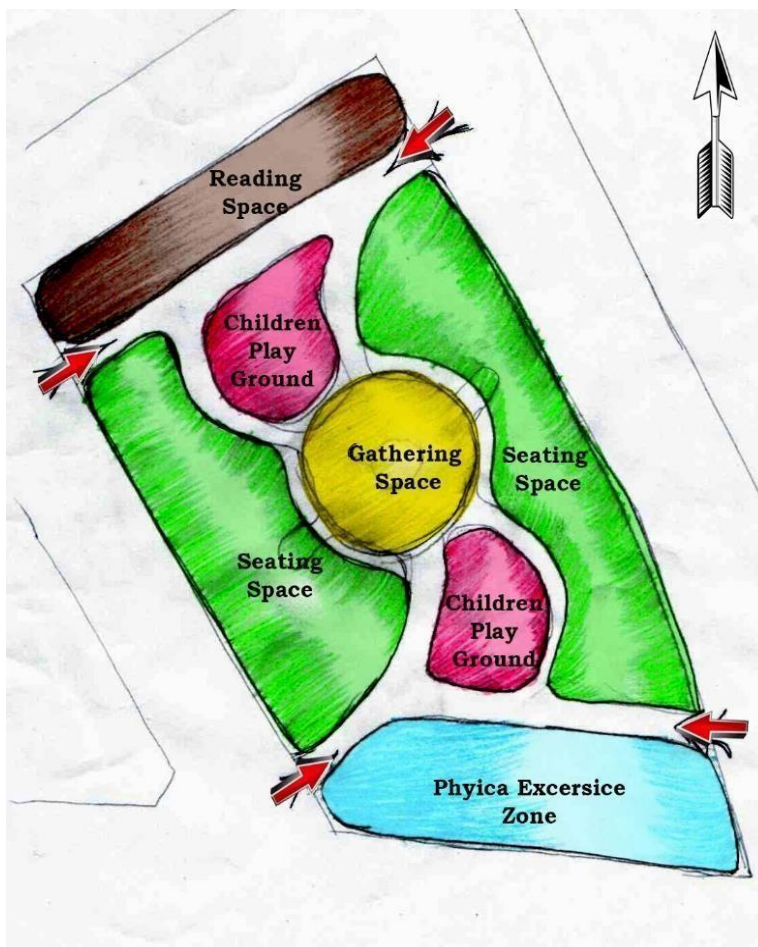 Reading
Space
Children
Play
Ground
Gathering
Space
Seating
Space
Seating
Space
Children
Play
Ground
Phyica Excersice
Zone